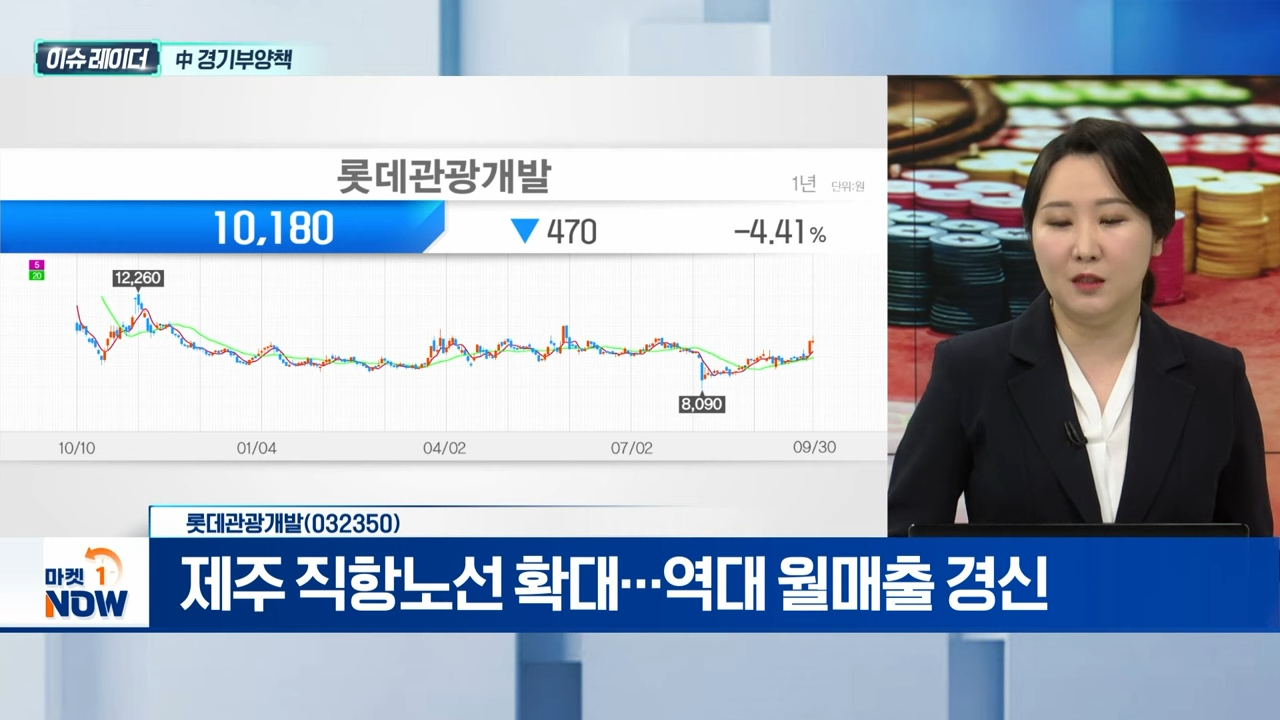 이슈 레이더 中 경기부양책
롯데관광개발
1년 단위:원
10,180 ▼ 470 -4.41%
5
20
12,260
8,090
10/10 01/04 04/02 07/02 09/30
롯데관광개발(032350)
마켓 1 NOW
제주 직항노선 확대…역대 월매출 경신